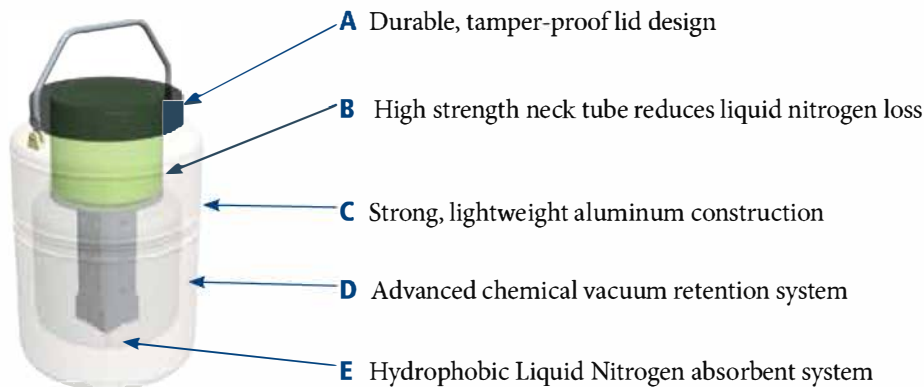 A Durable, tamper-proof lid design
B High strength neck tube reduces liquid nitrogen loss
C Strong, lightweight aluminum construction
D Advanced chemical vacuum retention system
E Hydrophobic Liquid Nitrogen absorbent system